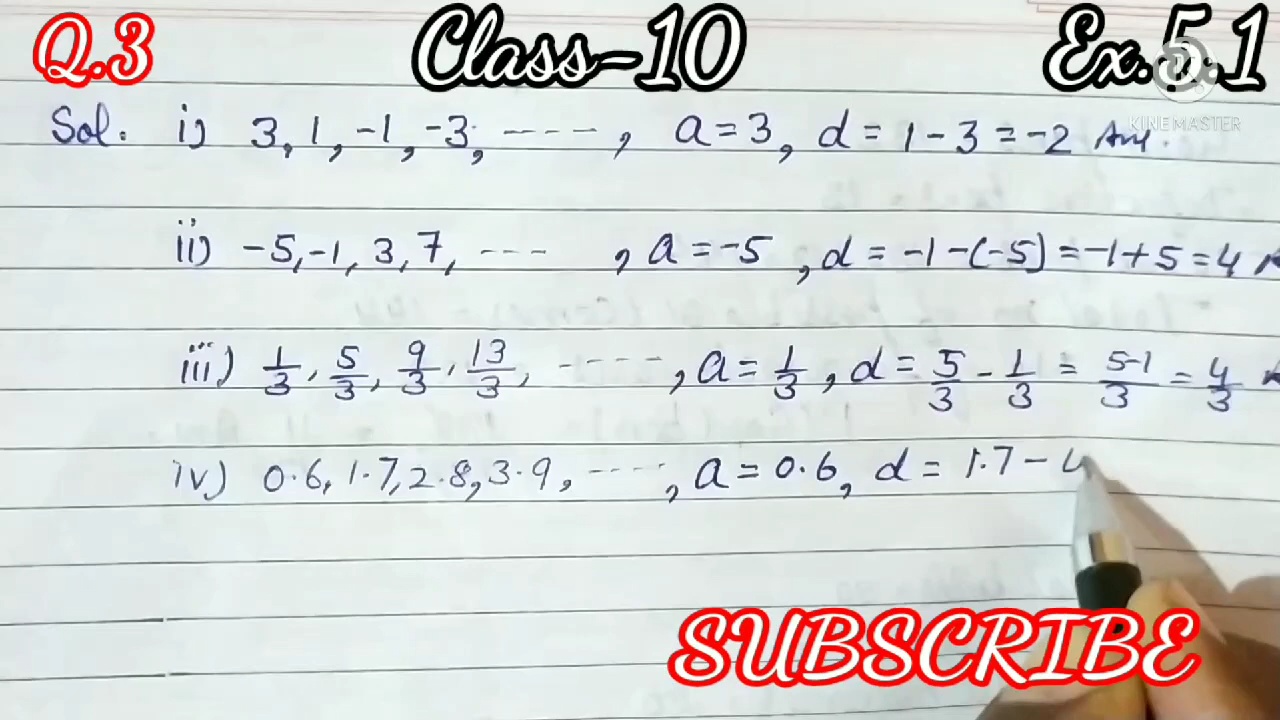 Q.3 Class-10 Ex.5.1
KINEMASTER
Sol. i) 3, 1, -1, -3, ----, a = 3, d = 1 - 3 = -2 Ans.
ii) -5, -1, 3, 7, --- , a = -5, d = -1 - (-5) = -1 + 5 = 4
iii) 1/3, 5/3, 9/3, 13/3, ----, a = 1/3, d = 5/3 - 1/3 = 5-1/3 = 4/3
iv) 0.6, 1.7, 2.8, 3.9, ----, a = 0.6, d = 1.7 -
SUBSCRIBE